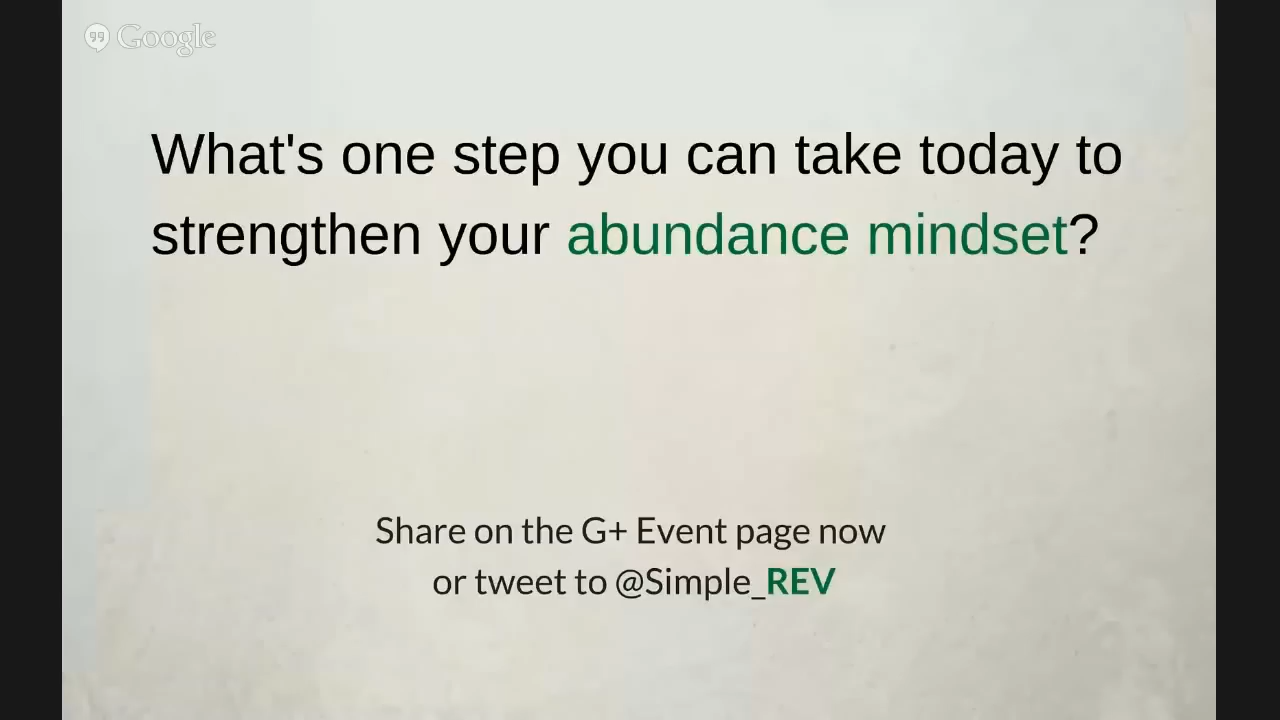 Google
What's one step you can take today to
strengthen your abundance mindset?
Share on the G+ Event page now
or tweet to @Simple_REV